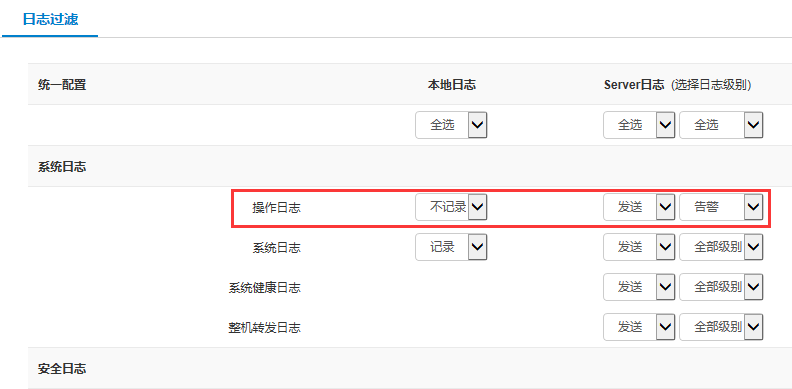 日志过滤
统一配置 本地日志 Server日志 (选择日志级别)
全选 全选 全选
系统日志
操作日志 不记录 发送 告警
系统日志 记录 发送 全部级别
系统健康日志 发送 全部级别
整机转发日志 发送 全部级别
安全日志